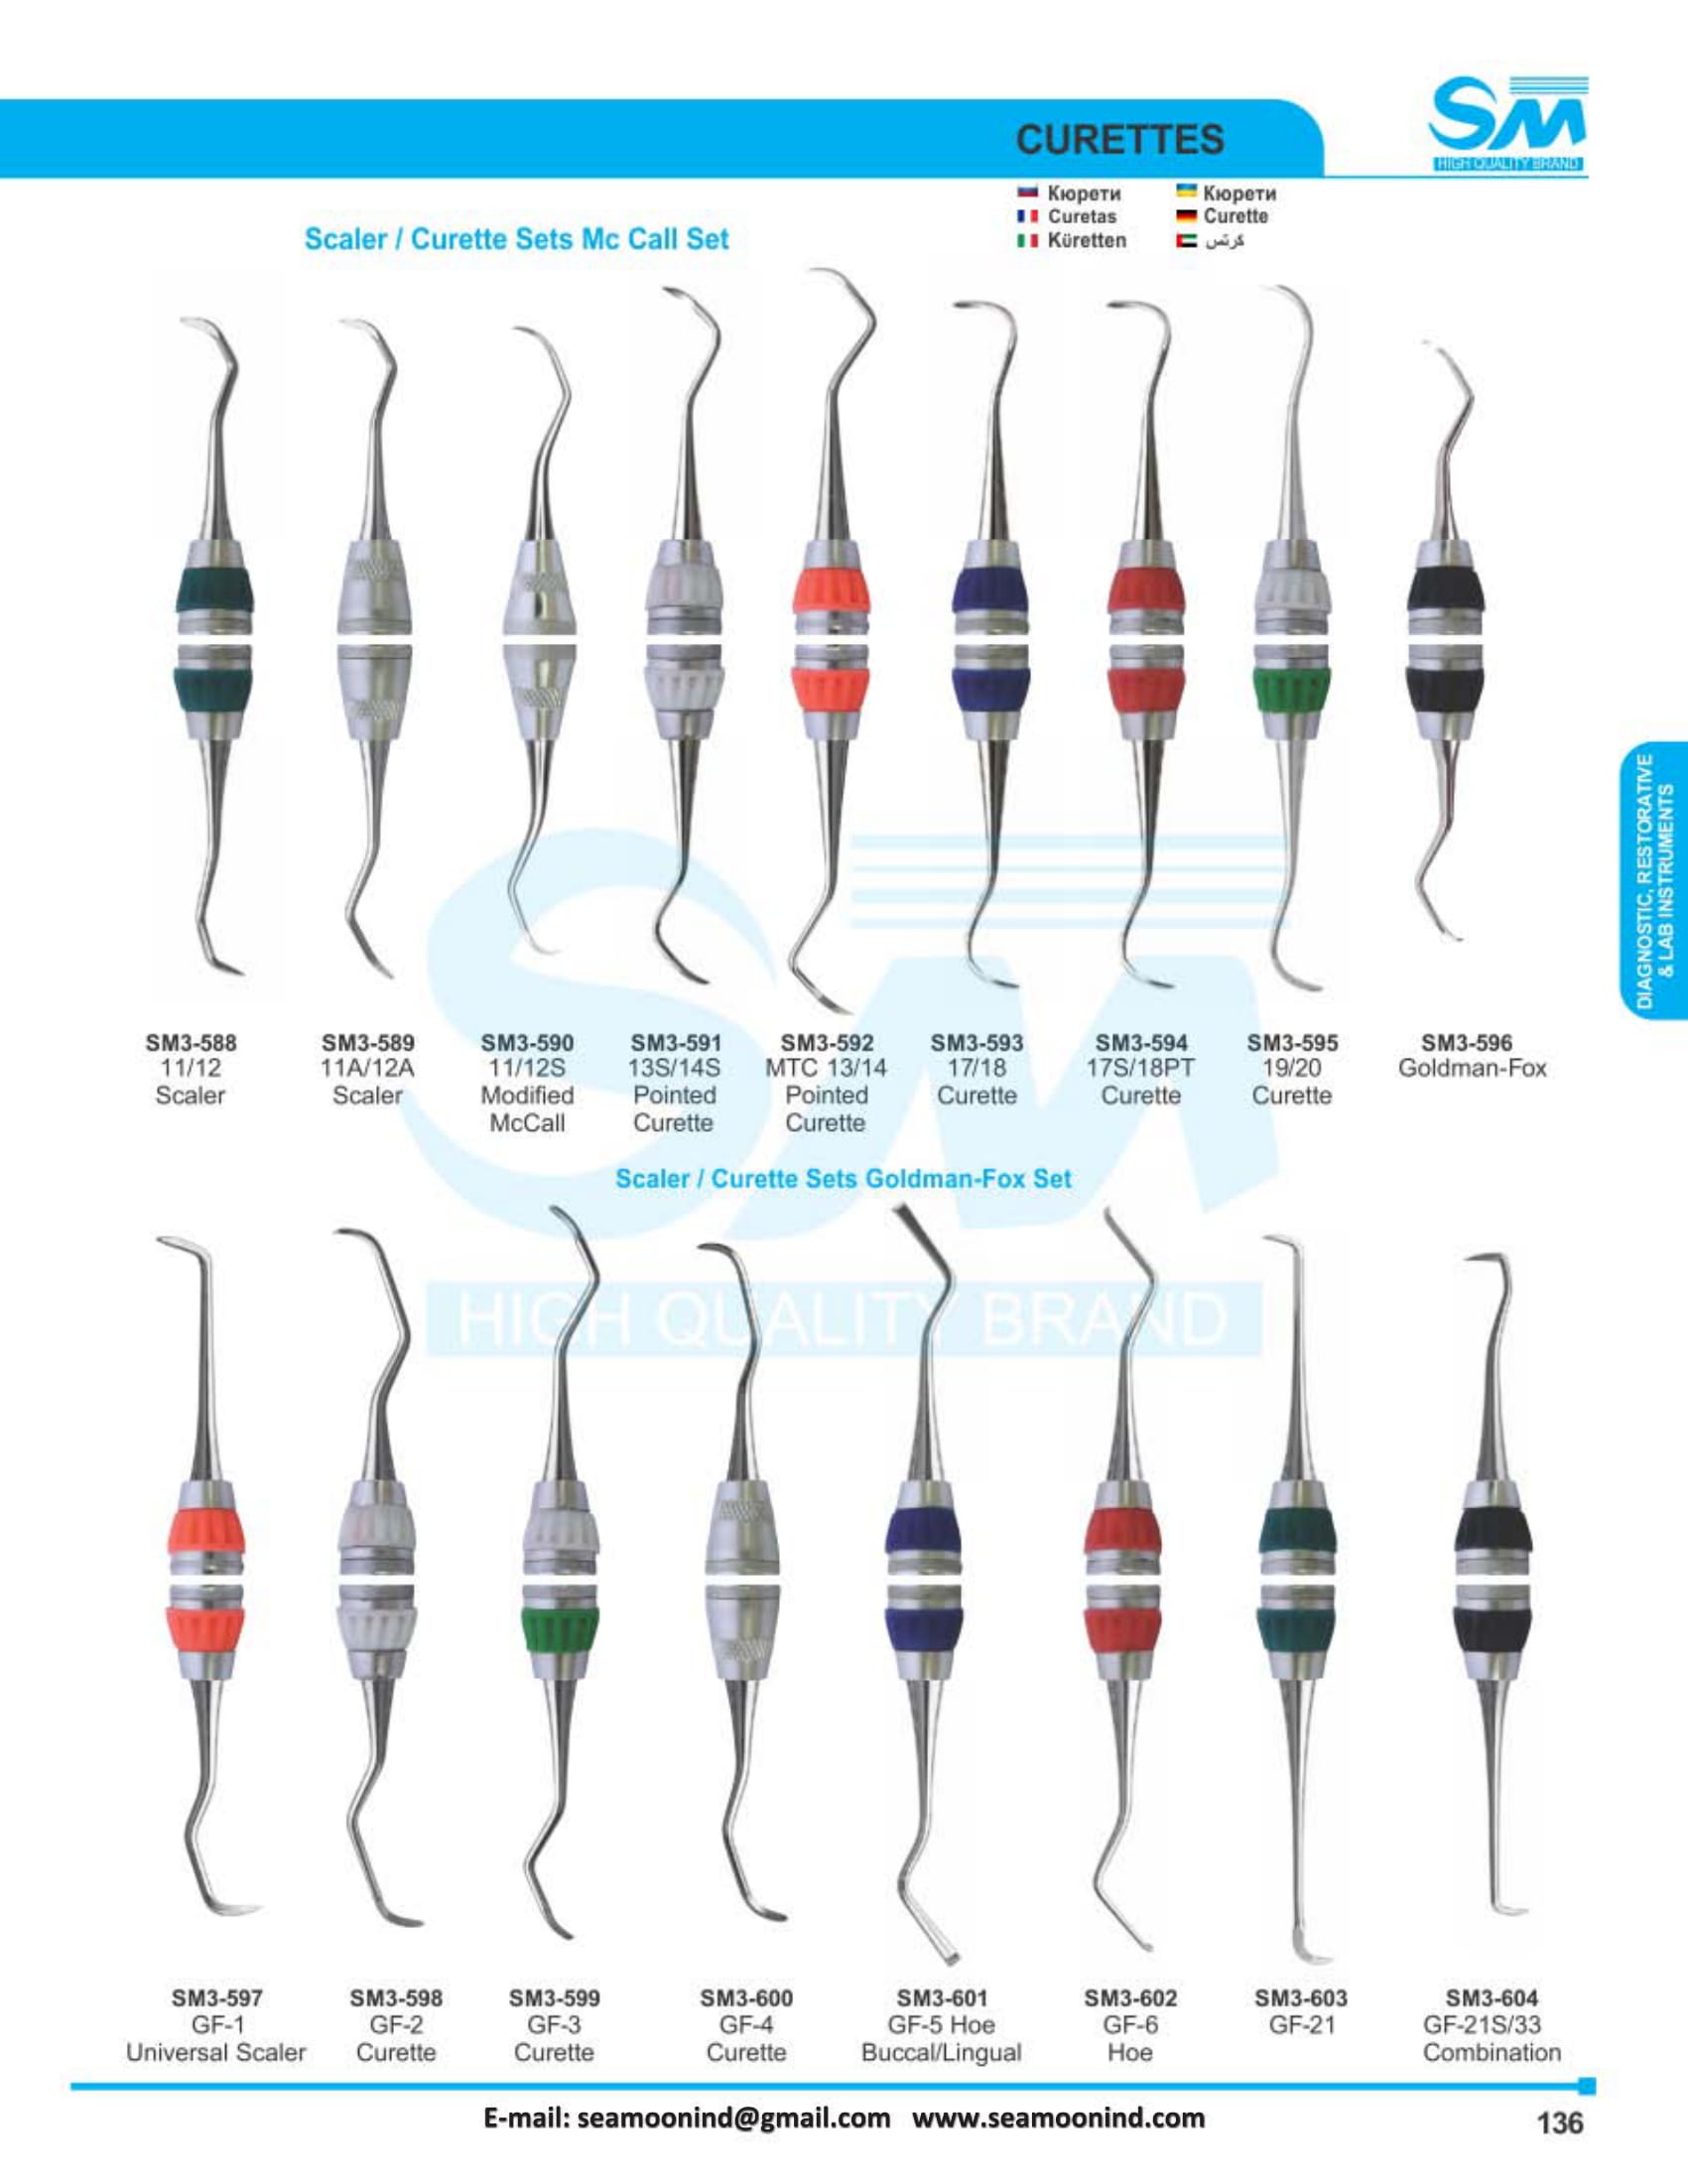 SM
HIGH QUALITY BRAND
CURETTES
Кюрети
Кюрети
Curetas
Curette
Küretten
كرتس
Scaler / Curette Sets Mc Call Set
DIAGNOSTIC, RESTORATIVE
& LAB INSTRUMENTS
SM3-588
11/12
Scaler
SM3-589
11A/12A
Scaler
SM3-590
11/12S
Modified
McCall
SM3-591
13S/14S
Pointed
Curette
SM3-592
MTC 13/14
Pointed
Curette
SM3-593
17/18
Curette
SM3-594
17S/18PT
Curette
SM3-595
19/20
Curette
SM3-596
Goldman-Fox
SM
HIGH QUALITY BRAND
Scaler / Curette Sets Goldman-Fox Set
SM3-597
GF-1
Universal Scaler
SM3-598
GF-2
Curette
SM3-599
GF-3
Curette
SM3-600
GF-4
Curette
SM3-601
GF-5 Hoe
Buccal/Lingual
SM3-602
GF-6
Hoe
SM3-603
GF-21
SM3-604
GF-21S/33
Combination
E-mail: seamoonind@gmail.com www.seamoonind.com
136